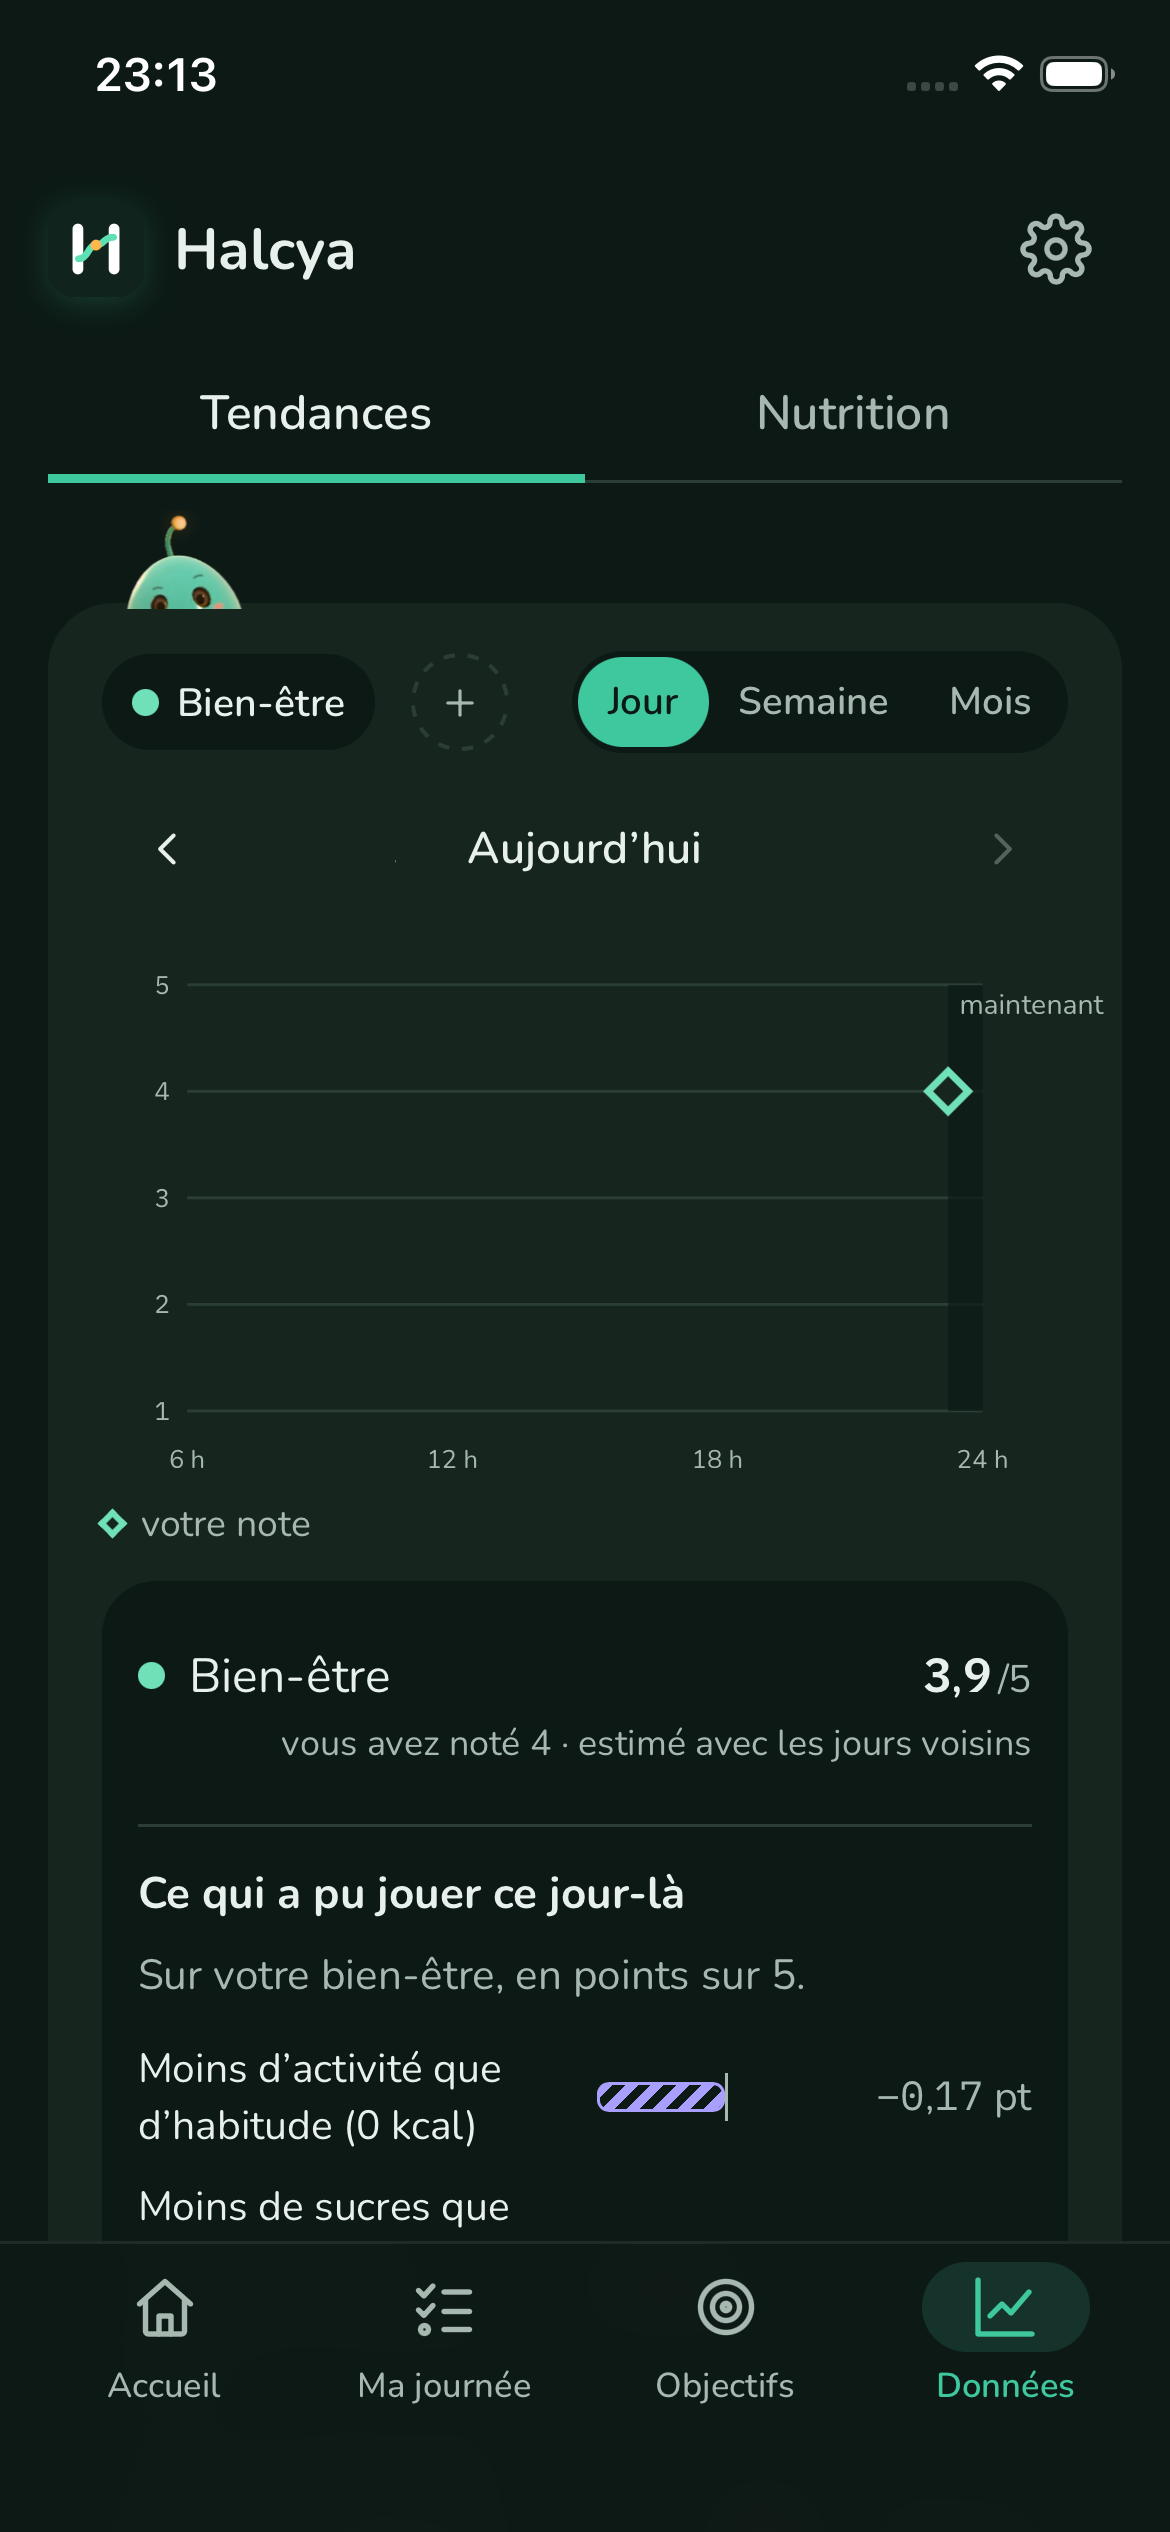 23:13
Halcya
Tendances
Nutrition
Bien-être
+
Jour
Semaine
Mois
Aujourd’hui
5
maintenant
4
3
2
1
6 h
12 h
18 h
24 h
votre note
Bien-être
3,9 /5
vous avez noté 4 · estimé avec les jours voisins
Ce qui a pu jouer ce jour-là
Sur votre bien-être, en points sur 5.
Moins d’activité que
d’habitude (0 kcal)
−0,17 pt
Moins de sucres que
Accueil
Ma journée
Objectifs
Données